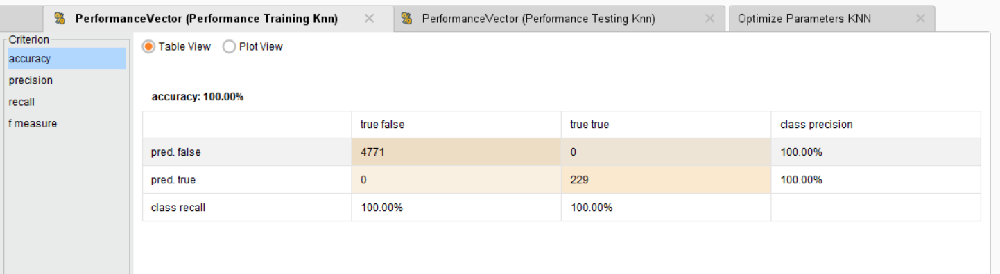 PerformanceVector (Performance Training Knn) PerformanceVector (Performance Testing Knn) Optimize Parameters KNN
Criterion
accuracy
precision
recall
f measure
Table View Plot View
accuracy: 100.00%
true false true true class precision
pred. false 4771 0 100.00%
pred. true 0 229 100.00%
class recall 100.00% 100.00%